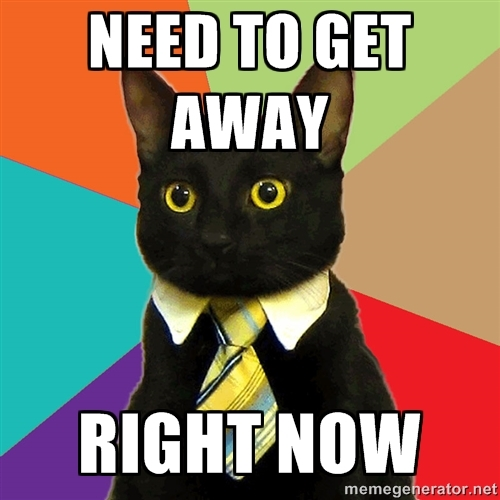 NEED TO GET
AWAY
RIGHT NOW
memegenerator.net